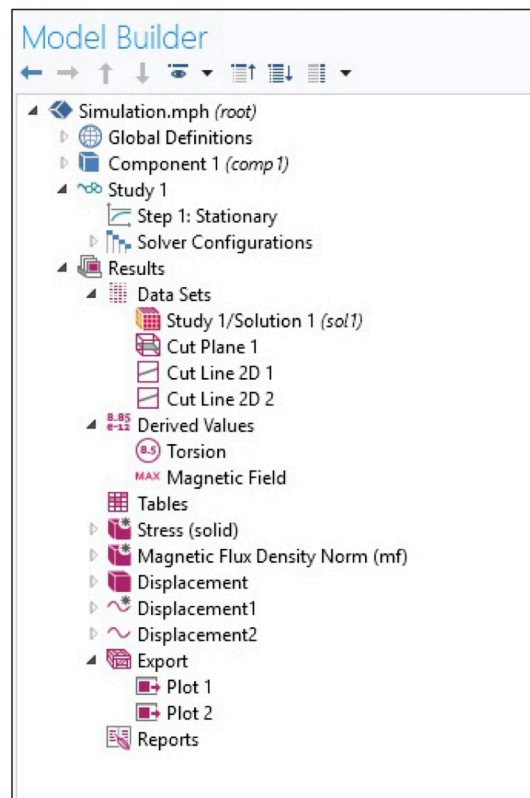 Model Builder
Simulation.mph (root)
Global Definitions
Component 1 (comp1)
Study 1
Step 1: Stationary
Solver Configurations
Results
Data Sets
Study 1/Solution 1 (sol1)
Cut Plane 1
Cut Line 2D 1
Cut Line 2D 2
8.85 e-12 Derived Values
8.5 Torsion
MAX Magnetic Field
Tables
Stress (solid)
Magnetic Flux Density Norm (mf)
Displacement
Displacement1
Displacement2
Export
Plot 1
Plot 2
Reports